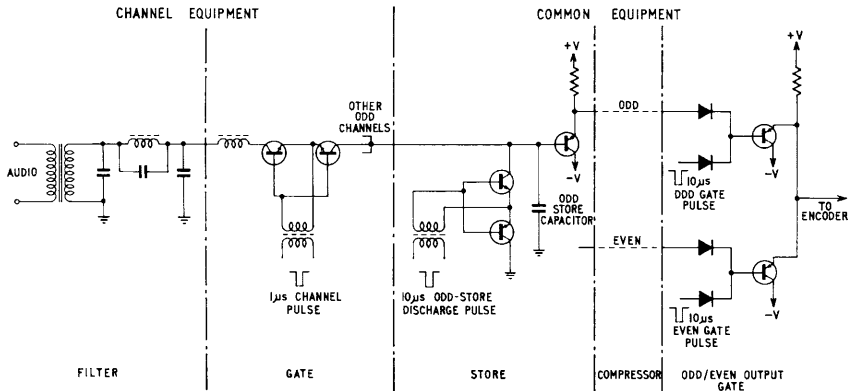 CHANNEL EQUIPMENT
COMMON EQUIPMENT
+V
+V
OTHER
ODD
CHANNELS
ODD
AUDIO
-V
10µs
DDD GATE
PULSE
-V
ODD
STORE
CAPACITOR
TO
ENCODER
EVEN
1µs CHANNEL
PULSE
10µs ODD-STORE
DISCHARGE PULSE
10µs
EVEN GATE
PULSE
-V
FILTER
GATE
STORE
COMPRESSOR
ODD/EVEN OUTPUT
GATE